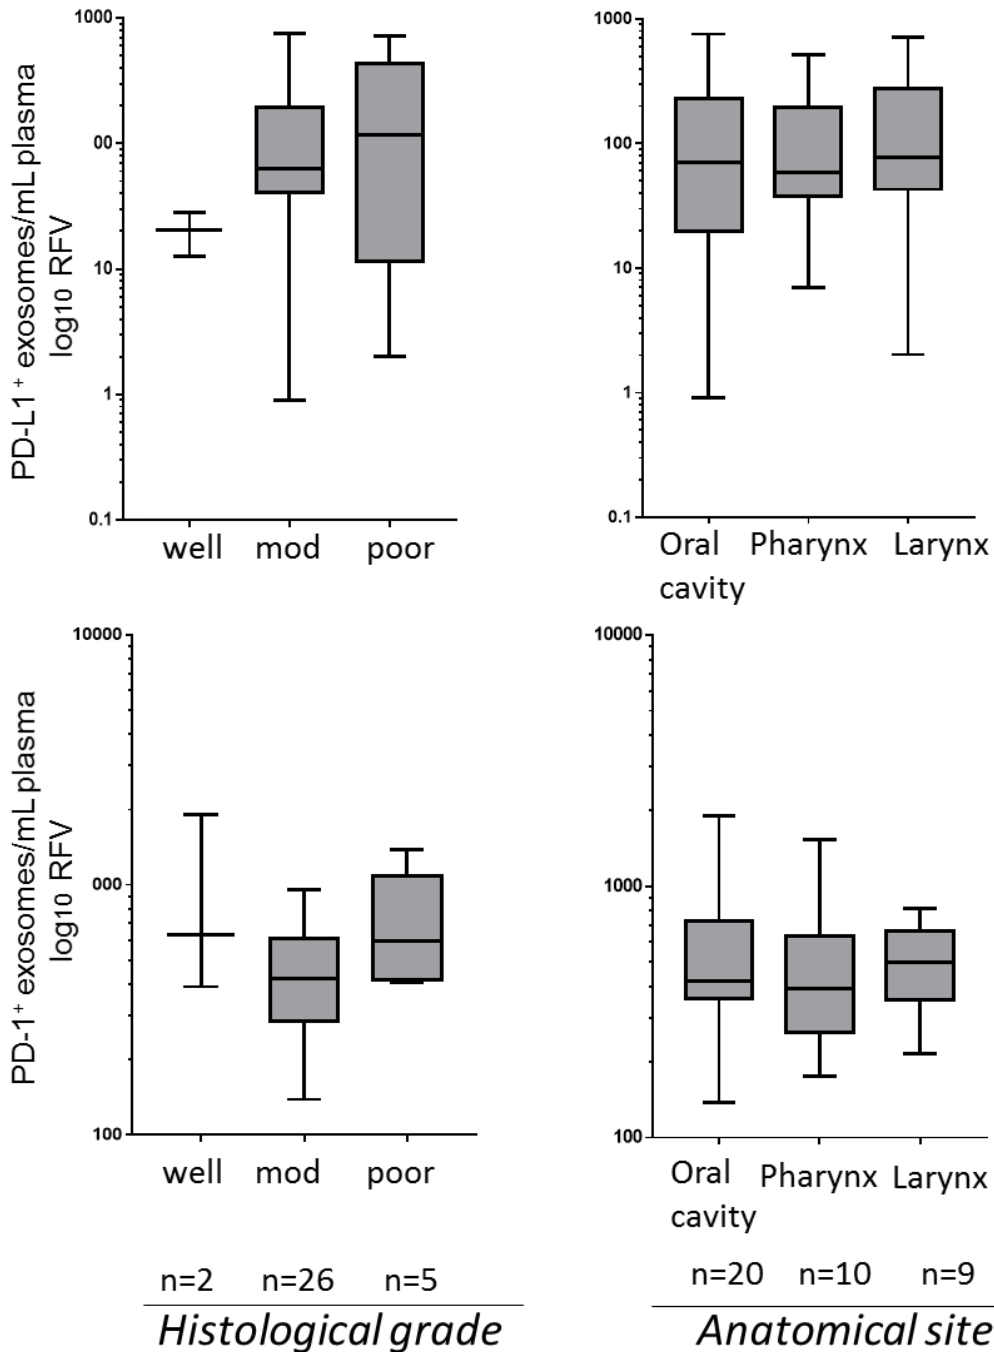 PD-L1⁺ exosomes/mL plasma
log10 RFV
1000
00
10
1
0.1
well mod poor
1000
100
10
1
0.1
Oral Pharynx Larynx
cavity
PD-1⁺ exosomes/mL plasma
log10 RFV
10000
000
100
well mod poor
10000
1000
100
Oral Pharynx Larynx
cavity
n=2 n=26 n=5
Histological grade
n=20 n=10 n=9
Anatomical site